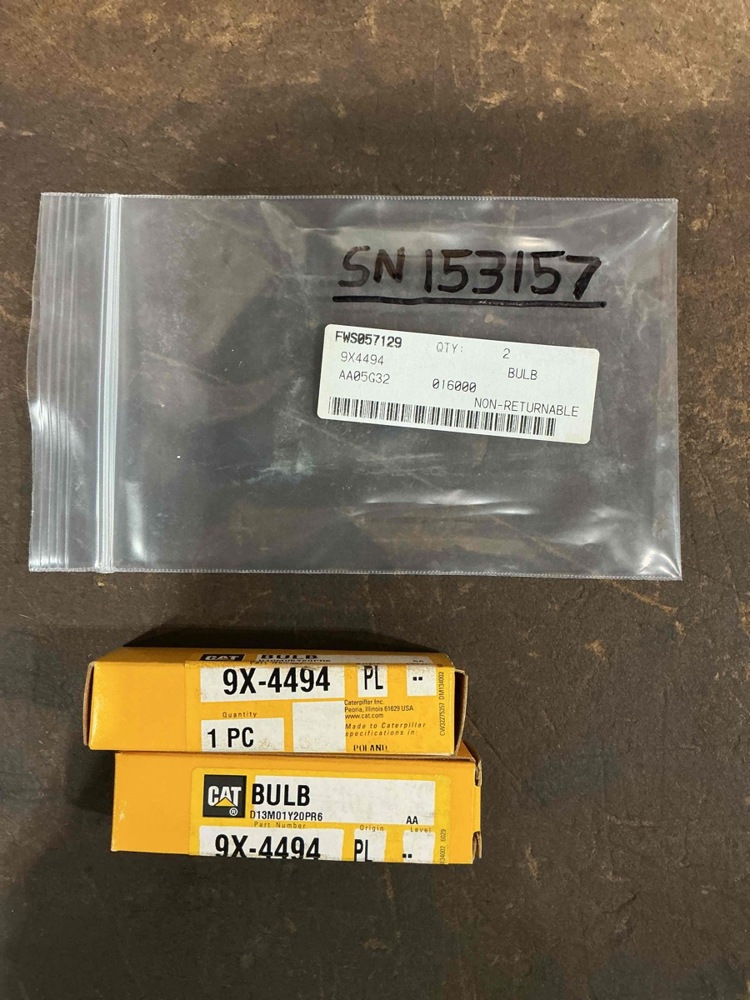 SN 153157
FWS057129 QTY: 2
9X4494 BULB
AA05G32 016000
NON-RETURNABLE
CAT BULB
AA
9X-4494 PL --
Quantity
1 PC
Caterpillar Inc.
Peoria, Illinois 61629 USA
www.cat.com
Made to Caterpillar
specifications in:
POLAND
CAT BULB
D13M01Y20PR6 AA
Part Number Origin Level
9X-4494 PL --